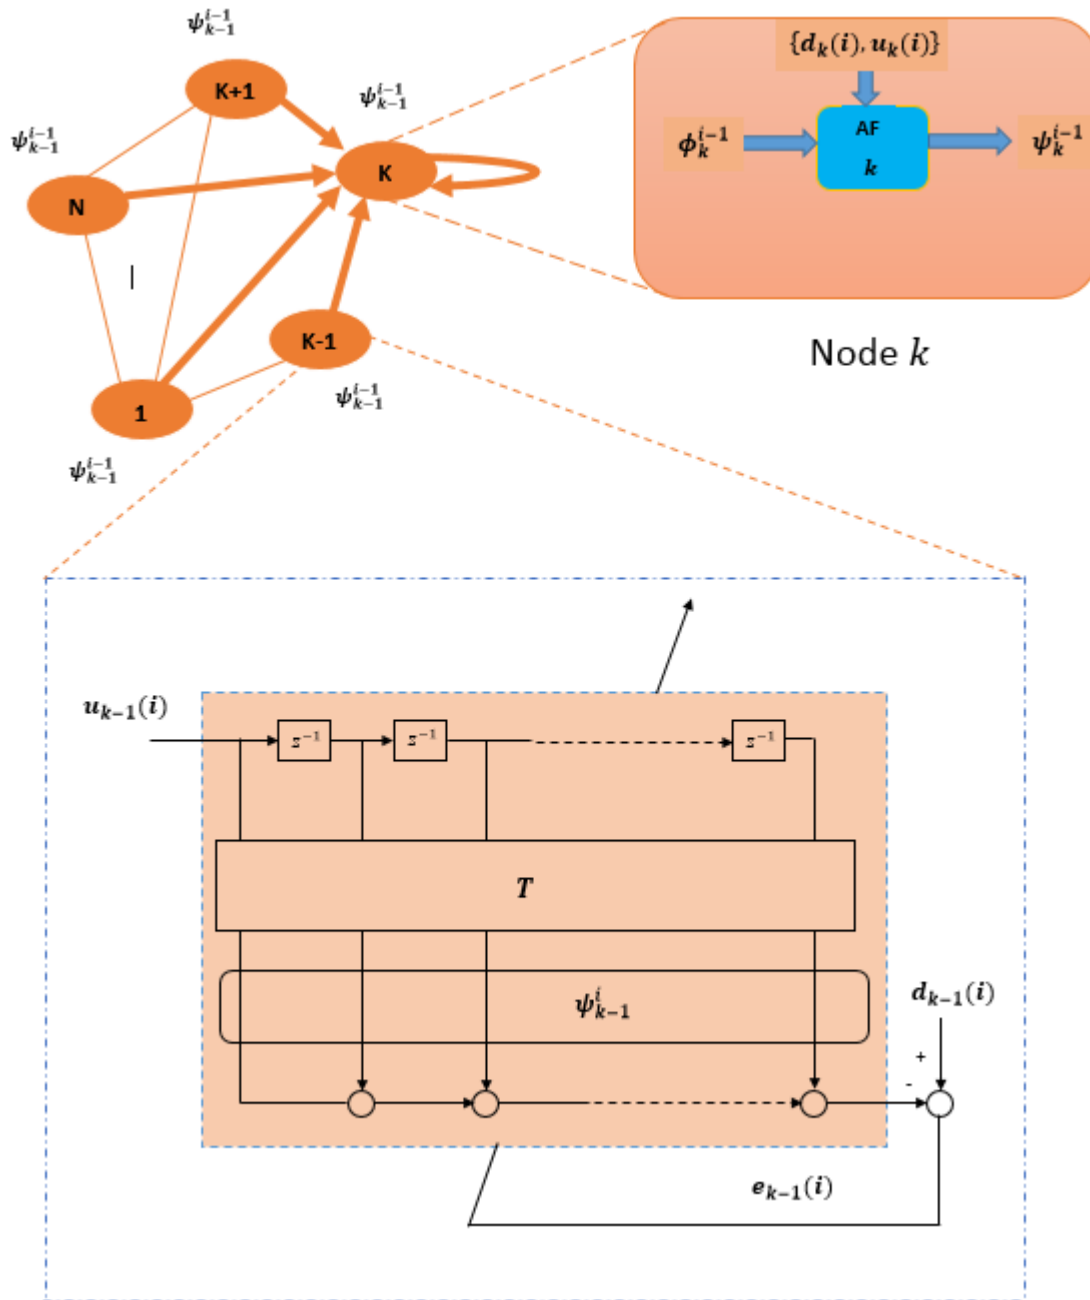 ψ_{k-1}^{i-1}
{d_k(i), u_k(i)}
K+1
ψ_{k-1}^{i-1}
AF
ϕ_k^{i-1}
ψ_k^{i-1}
ψ_{k-1}^{i-1}
K
k
N
|
K-1
Node k
ψ_{k-1}^{i-1}
1
ψ_{k-1}^{i-1}
u_{k-1}(i)
z^{-1}
z^{-1}
z^{-1}
T
ψ_{k-1}^{i}
d_{k-1}(i)
+
-
e_{k-1}(i)